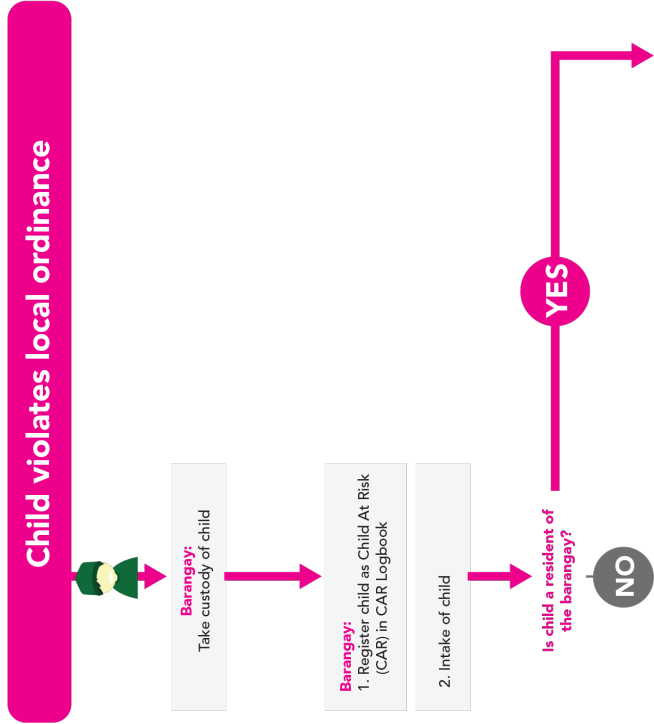 Child violates local ordinance
Barangay:
Take custody of child
Barangay:
1. Register child as Child At Risk
(CAR) in CAR Logbook
2. Intake of child
Is child a resident of
the barangay?
YES
NO